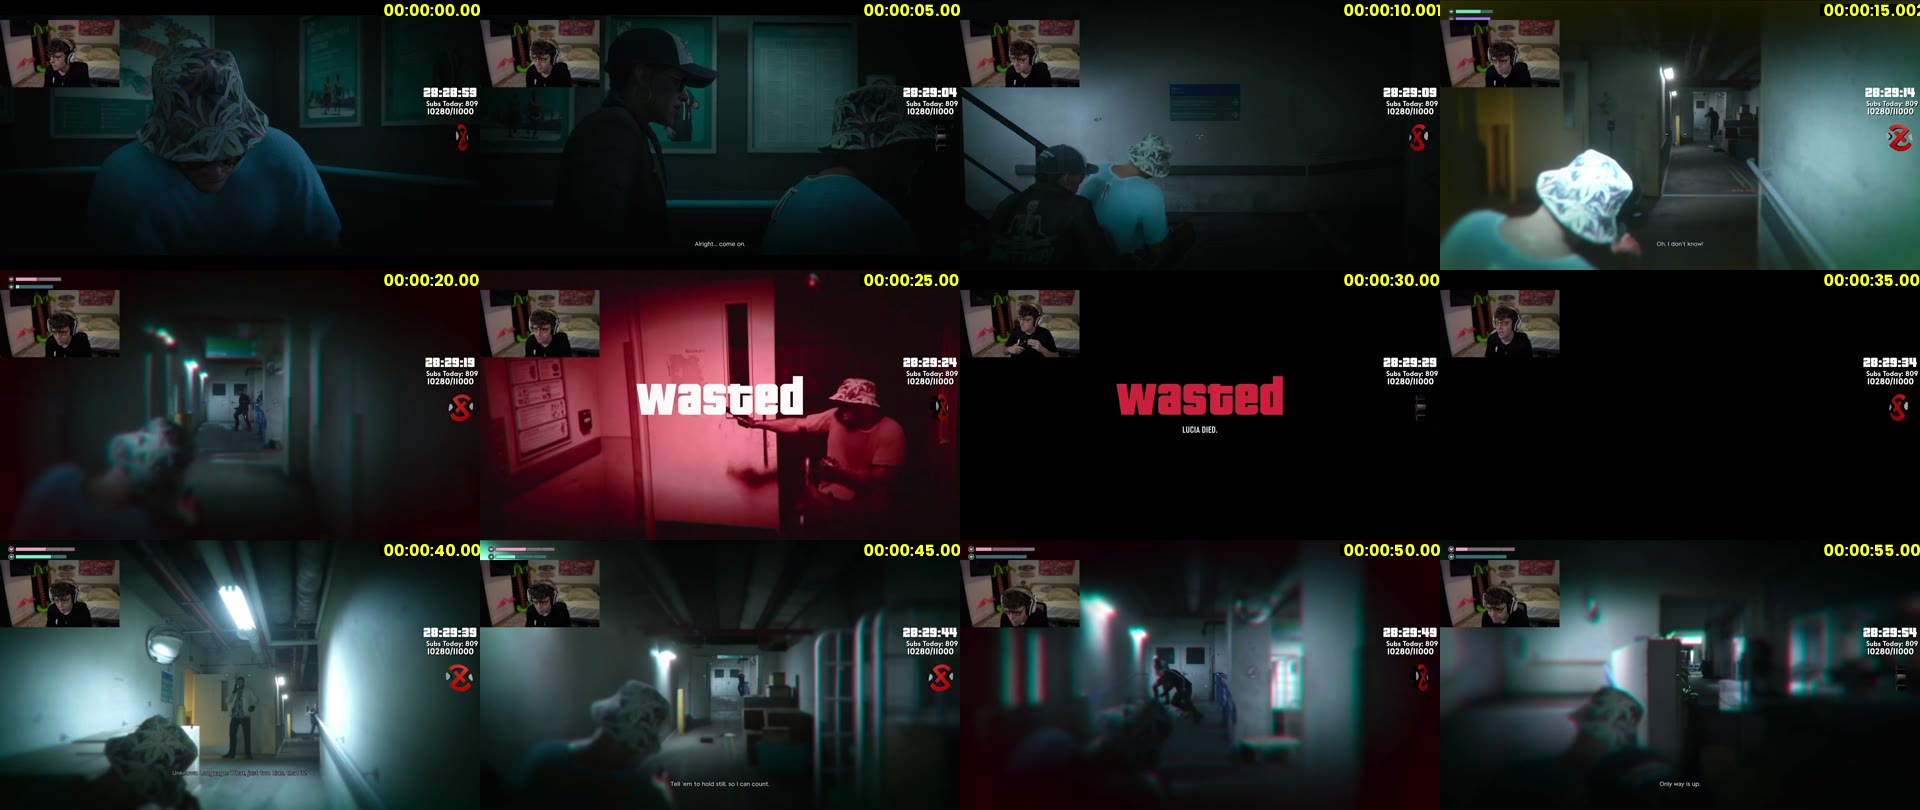 00:00:00.00
28:28:59
Subs Today: 809
10280/11000
00:00:05.00
28:29:04
Subs Today: 809
10280/11000
Alright... come on.
00:00:10.00
28:29:09
Subs Today: 809
10280/11000
00:00:15.00
28:29:14
Subs Today: 809
10280/11000
Oh, I don't know!
00:00:20.00
28:29:19
Subs Today: 809
10280/11000
00:00:25.00
28:29:24
Subs Today: 809
10280/11000
wasted
00:00:30.00
28:29:29
Subs Today: 809
10280/11000
wasted
LUCIA DIED.
00:00:35.00
28:29:34
Subs Today: 809
10280/11000
00:00:40.00
28:29:39
Subs Today: 809
10280/11000
00:00:45.00
28:29:44
Subs Today: 809
10280/11000
Tell 'em to hold still, so I can count.
00:00:50.00
28:29:49
Subs Today: 809
10280/11000
00:00:55.00
28:29:54
Subs Today: 809
10280/11000
Only way is up.